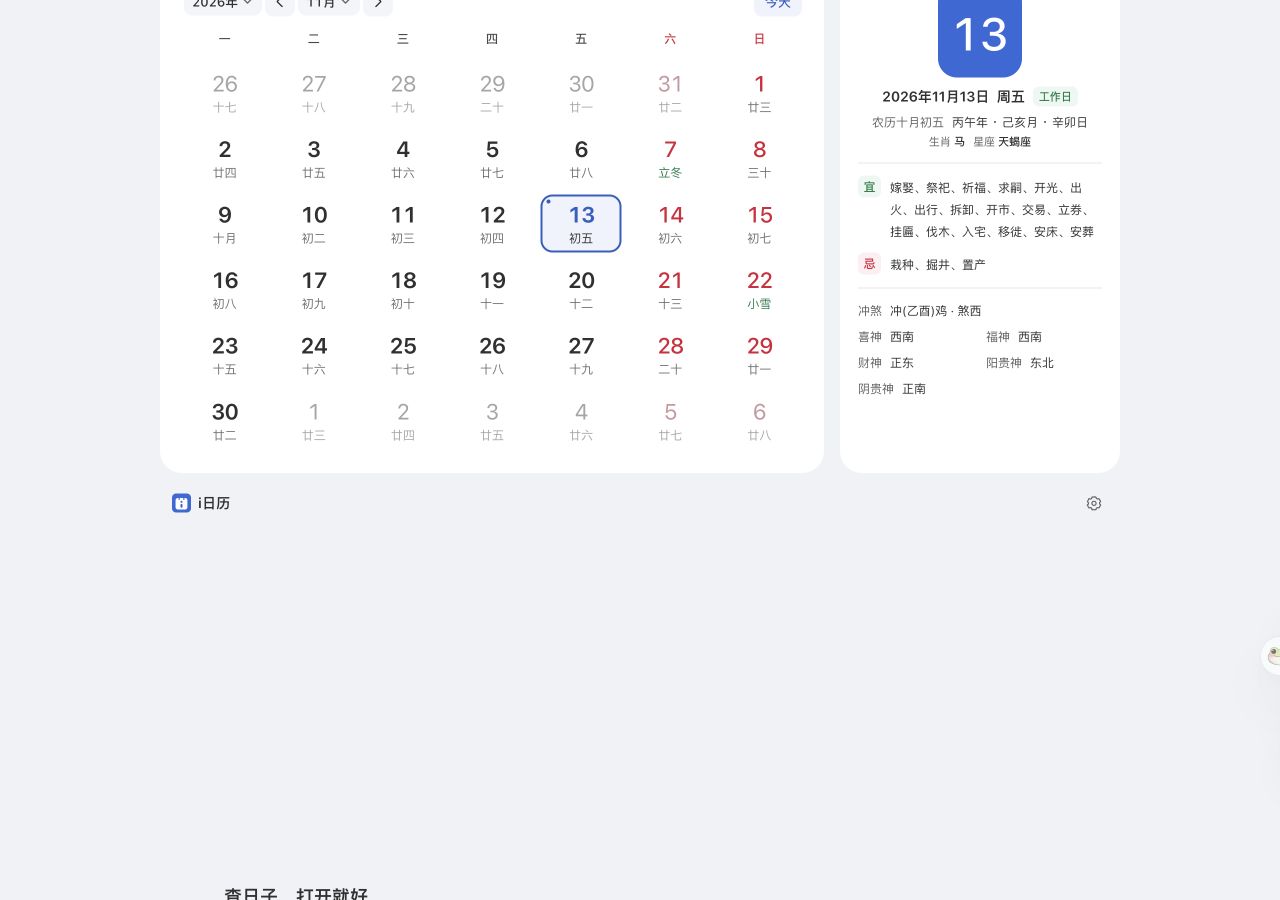 2026年 11月 今天
一 二 三 四 五 六 日
26 27 28 29 30 31 1
十七 十八 十九 二十 廿一 廿二 廿三
2 3 4 5 6 7 8
廿四 廿五 廿六 廿七 廿八 立冬 三十
9 10 11 12 13 14 15
十月 初二 初三 初四 初五 初六 初七
16 17 18 19 20 21 22
初八 初九 初十 十一 十二 十三 小雪
23 24 25 26 27 28 29
十五 十六 十七 十八 十九 二十 廿一
30 1 2 3 4 5 6
廿二 廿三 廿四 廿五 廿六 廿七 廿八
13
2026年11月13日 周五 工作日
农历十月初五 丙午年・己亥月・辛卯日
生肖 马 星座 天蝎座
宜 嫁娶、祭祀、祈福、求嗣、开光、出
火、出行、拆卸、开市、交易、立券、
挂匾、伐木、入宅、移徙、安床、安葬
忌 栽种、掘井、置产
冲煞 冲(乙酉)鸡 · 煞西
喜神 西南 福神 西南
财神 正东 阳贵神 东北
阴贵神 正南
i日历
查日子，打开就好